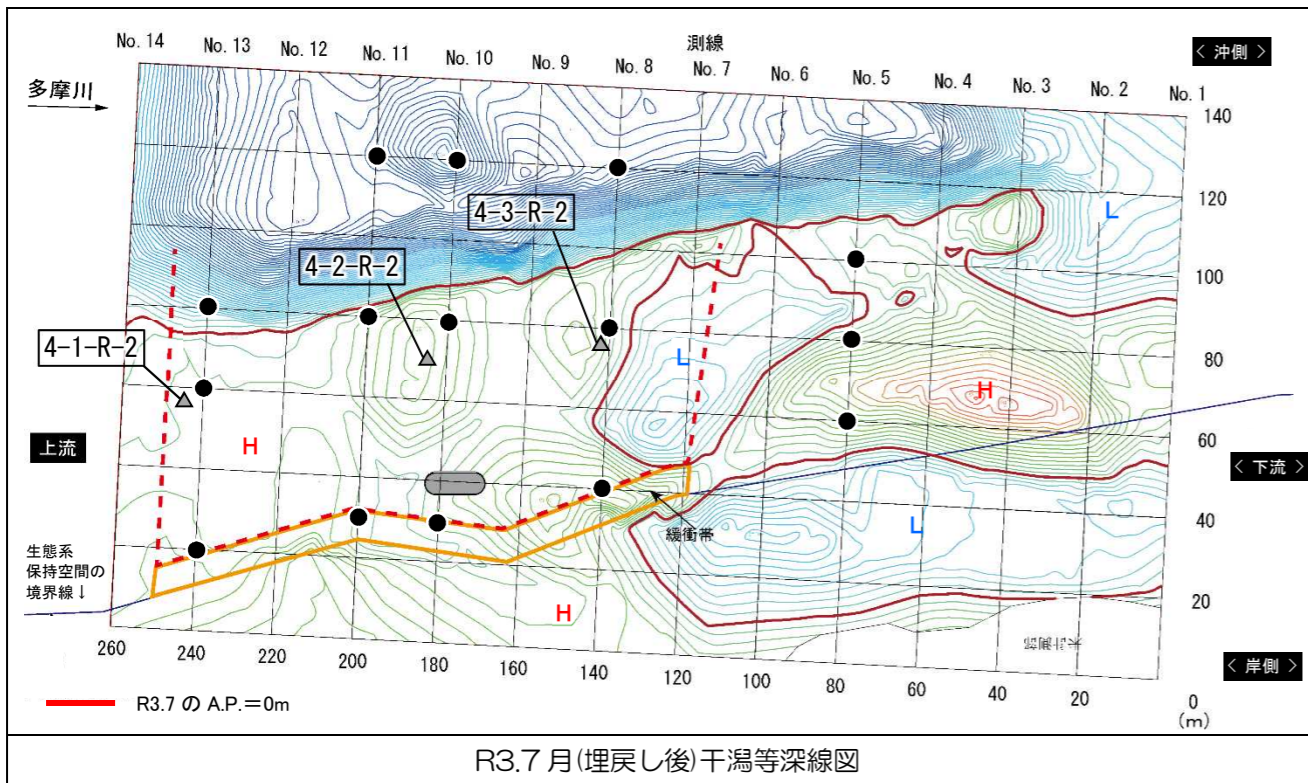 測線
No. 14 No. 13 No. 12 No. 11 No. 10 No. 9 No. 8 No. 7 No. 6 No. 5 No. 4 No. 3 No. 2 No. 1
< 沖側 >
多摩川
140
120
100
80
60
40
20
0
(m)
4-3-R-2
4-2-R-2
4-1-R-2
L
L
L
H
H
H
上流
< 下流 >
緩衝帯
生態系
保持空間の
境界線↓
未計測部
260 240 220 200 180 160 140 120 100 80 60 40 20
< 岸側 >
R3.7 の A.P.=0m
R3.7 月(埋戻し後)干潟等深線図